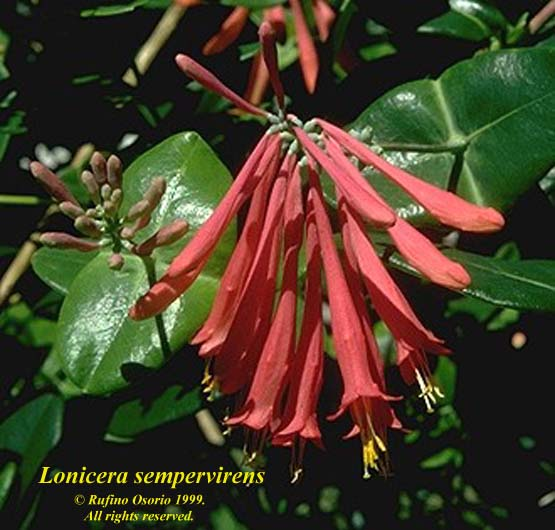 Lonicera sempervirens
© Rufino Osorio 1999.
All rights reserved.